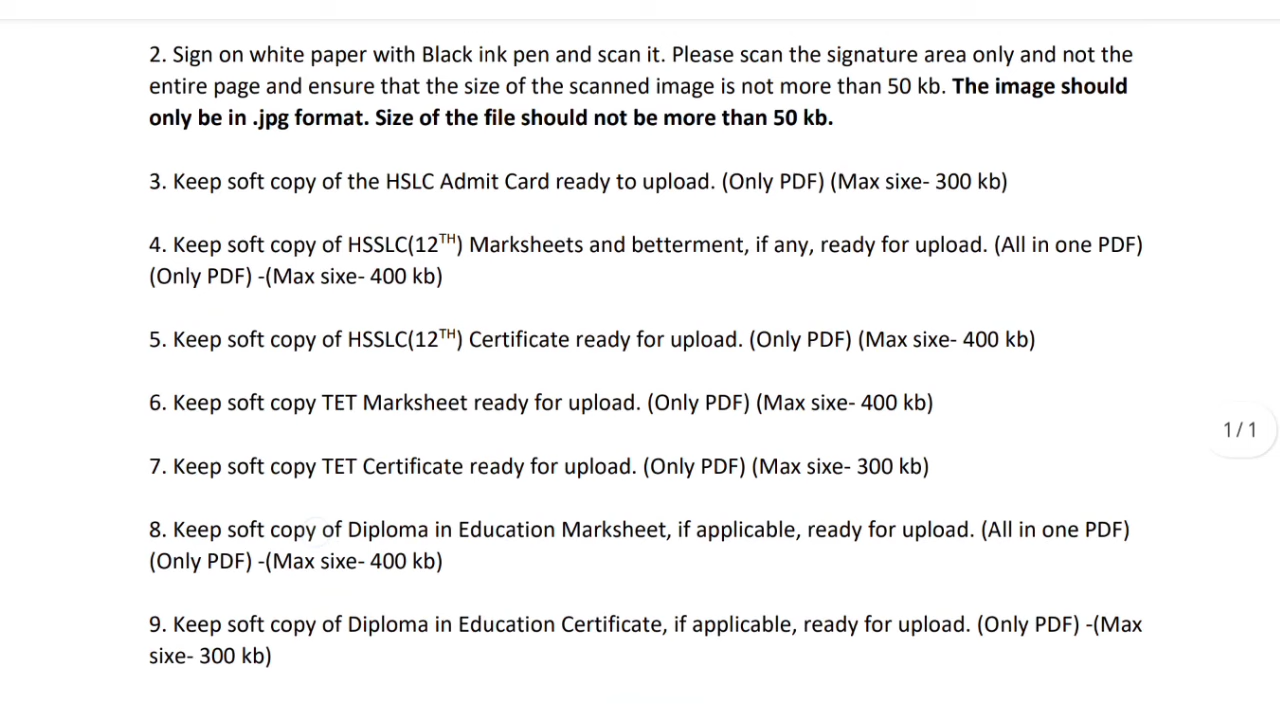 2. Sign on white paper with Black ink pen and scan it. Please scan the signature area only and not the
entire page and ensure that the size of the scanned image is not more than 50 kb. The image should
only be in .jpg format. Size of the file should not be more than 50 kb.
3. Keep soft copy of the HSLC Admit Card ready to upload. (Only PDF) (Max sixe- 300 kb)
4. Keep soft copy of HSSLC(12TH) Marksheets and betterment, if any, ready for upload. (All in one PDF)
(Only PDF) -(Max sixe- 400 kb)
5. Keep soft copy of HSSLC(12TH) Certificate ready for upload. (Only PDF) (Max sixe- 400 kb)
6. Keep soft copy TET Marksheet ready for upload. (Only PDF) (Max sixe- 400 kb)
1/1
7. Keep soft copy TET Certificate ready for upload. (Only PDF) (Max sixe- 300 kb)
8. Keep soft copy of Diploma in Education Marksheet, if applicable, ready for upload. (All in one PDF)
(Only PDF) -(Max sixe- 400 kb)
9. Keep soft copy of Diploma in Education Certificate, if applicable, ready for upload. (Only PDF) -(Max
sixe- 300 kb)